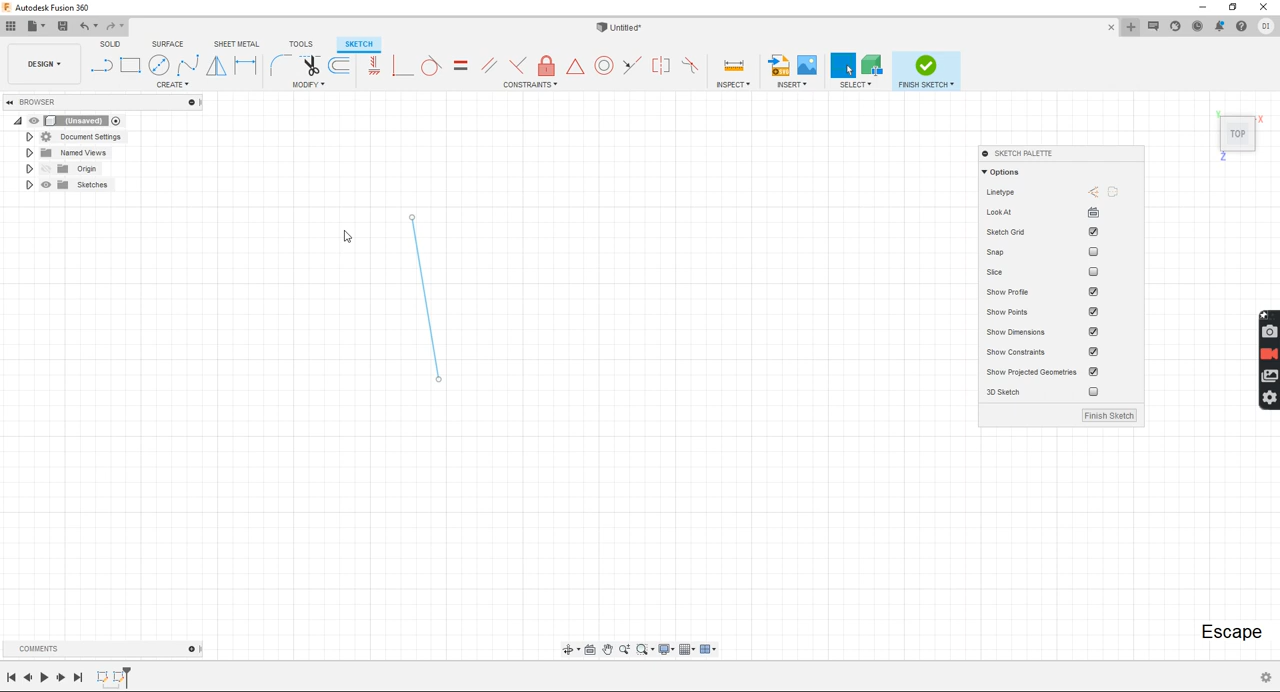 Autodesk Fusion 360
Untitled*
DI
SOLID SURFACE SHEET METAL TOOLS SKETCH
DESIGN
CREATE MODIFY CONSTRAINTS INSPECT INSERT SELECT FINISH SKETCH
BROWSER
(Unsaved)
Document Settings
Named Views
Origin
Sketches
Y X
TOP
Z
SKETCH PALETTE
Options
Linetype
Look At
Sketch Grid
Snap
Slice
Show Profile
Show Points
Show Dimensions
Show Constraints
Show Projected Geometries
3D Sketch
Finish Sketch
Escape
COMMENTS